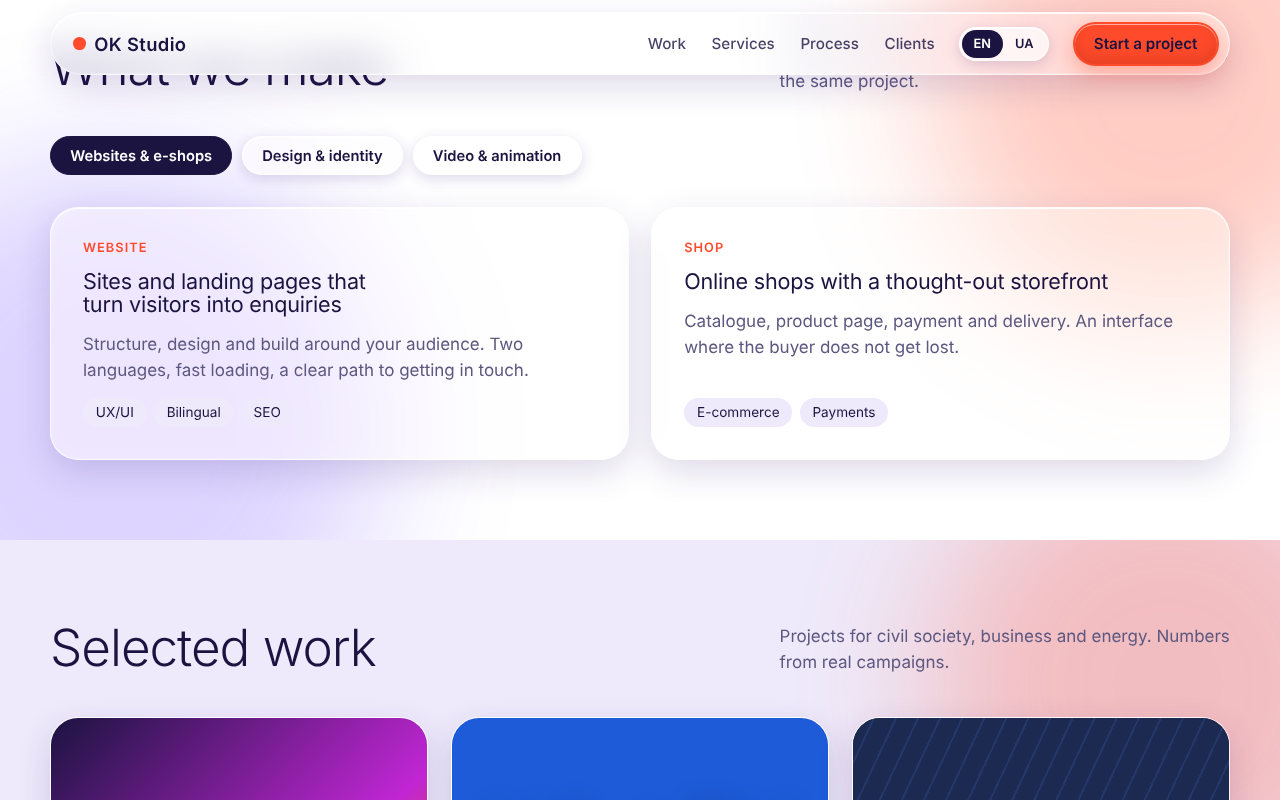 OK Studio
Work
Services
Process
Clients
EN
UA
Start a project
What we make
the same project.
Websites & e-shops
Design & identity
Video & animation
WEBSITE
Sites and landing pages that
turn visitors into enquiries
Structure, design and build around your audience. Two
languages, fast loading, a clear path to getting in touch.
UX/UI
Bilingual
SEO
SHOP
Online shops with a thought-out storefront
Catalogue, product page, payment and delivery. An interface
where the buyer does not get lost.
E-commerce
Payments
Selected work
Projects for civil society, business and energy. Numbers
from real campaigns.